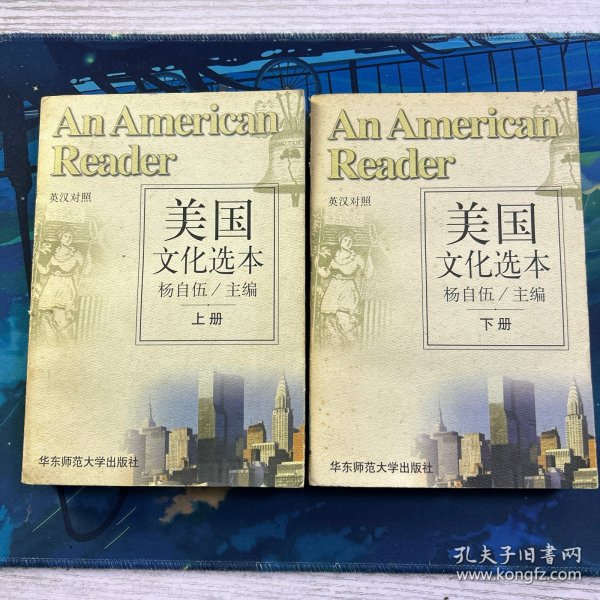 An American
Reader
英汉对照
美国
文化选本
杨自伍/主编
上册
华东师范大学出版社
An American
Reader
英汉对照
美国
文化选本
杨自伍/主编
下册
华东师范大学出版社
孔夫子旧书网
www.kongfz.com